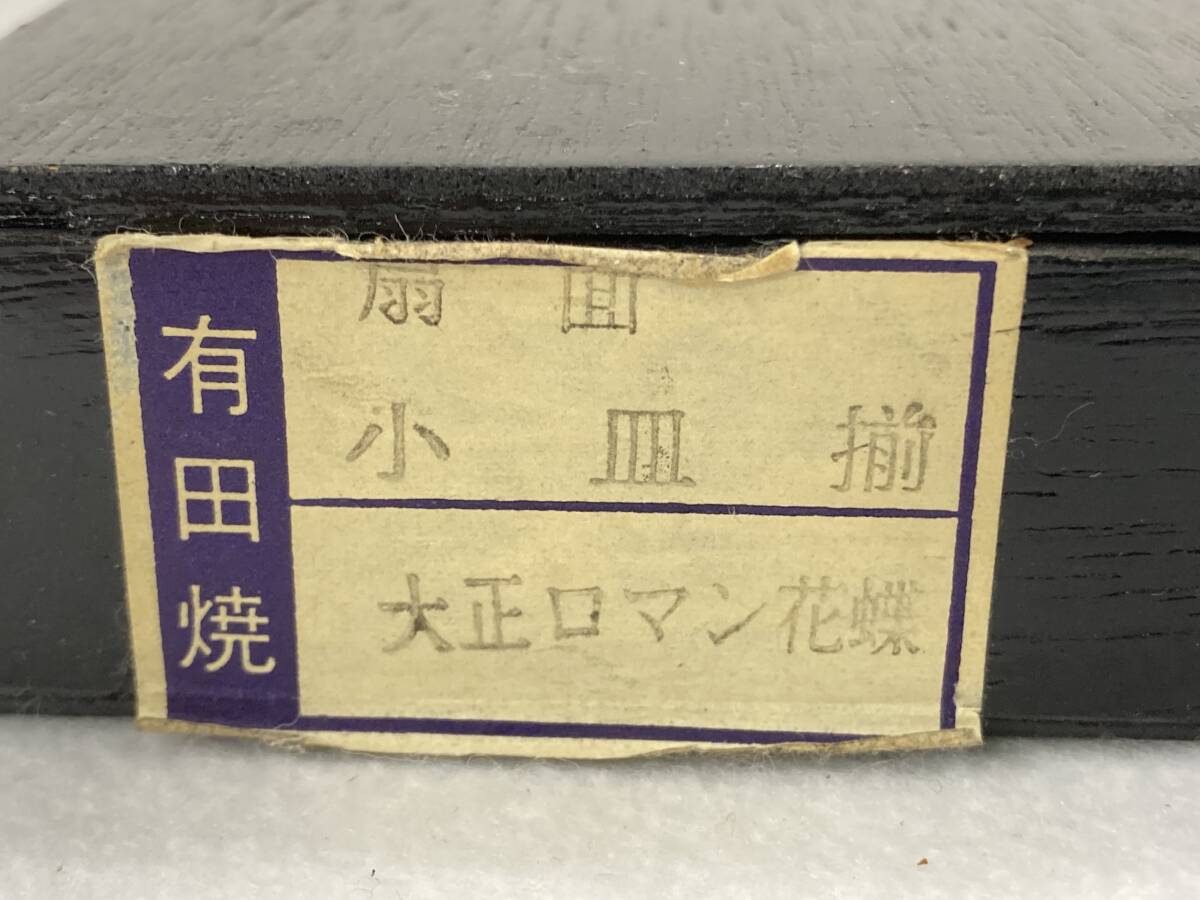 有田焼
扇面
小皿揃
大正ロマン花蝶